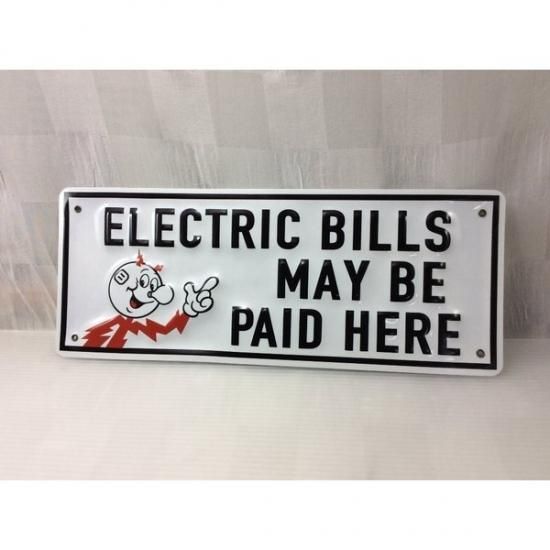 ELECTRIC BILLS
MAY BE
PAID HERE